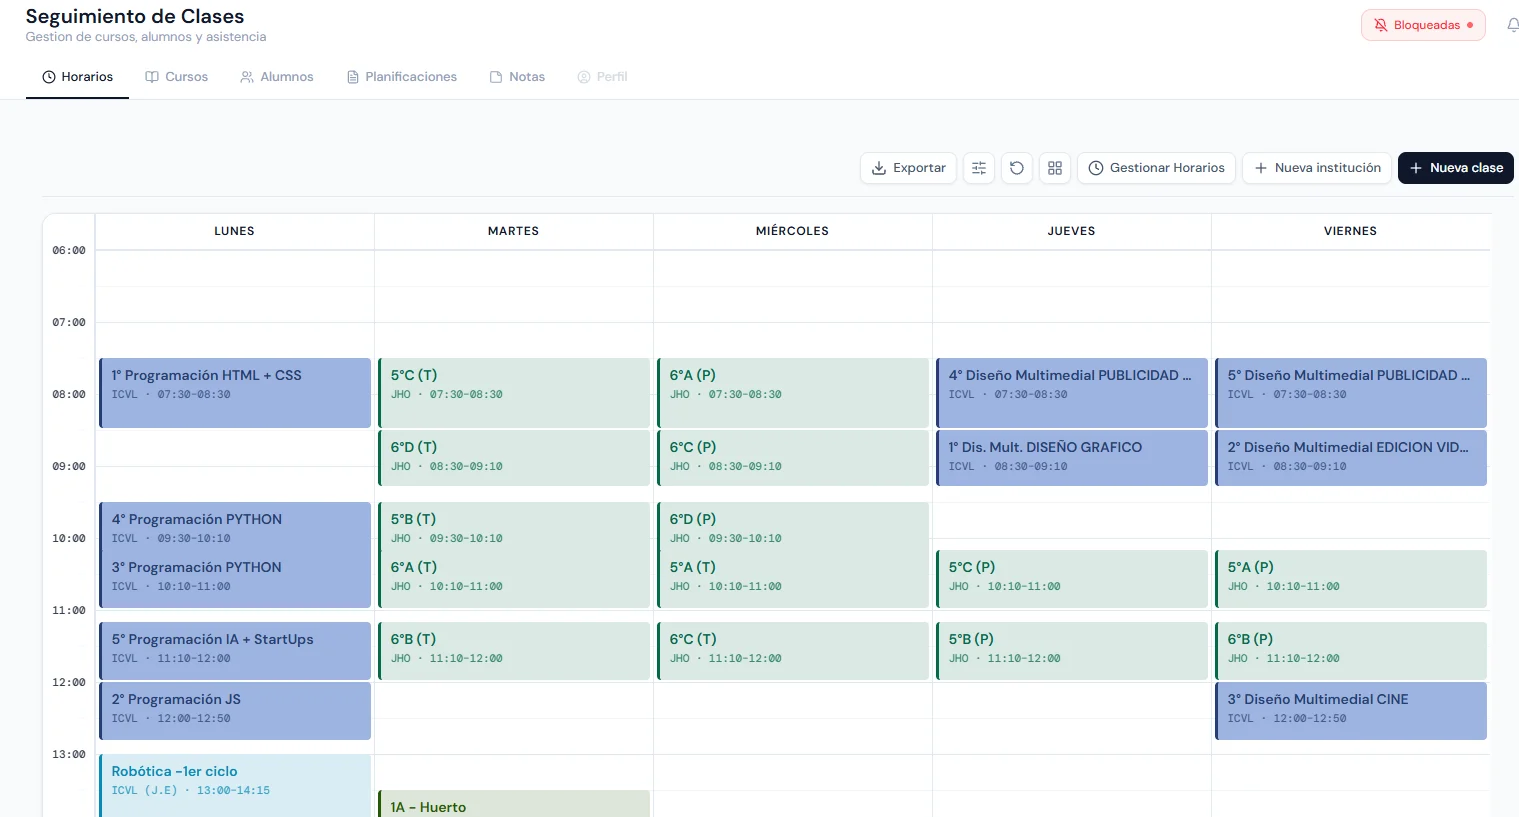 Seguimiento de Clases
Gestion de cursos, alumnos y asistencia
Bloqueadas
Horarios
Cursos
Alumnos
Planificaciones
Notas
Perfil
Exportar
Gestionar Horarios
+ Nueva institución
+ Nueva clase
LUNES
MARTES
MIÉRCOLES
JUEVES
VIERNES
06:00
07:00
08:00
09:00
10:00
11:00
12:00
13:00
1° Programación HTML + CSS
ICVL · 07:30-08:30
4° Programación PYTHON
ICVL · 09:30-10:10
3° Programación PYTHON
ICVL · 10:10-11:00
5° Programación IA + StartUps
ICVL · 11:10-12:00
2° Programación JS
ICVL · 12:00-12:50
Robótica -1er ciclo
ICVL (J.E) · 13:00-14:15
5°C (T)
JHO · 07:30-08:30
6°D (T)
JHO · 08:30-09:10
5°B (T)
JHO · 09:30-10:10
6°A (T)
JHO · 10:10-11:00
6°B (T)
JHO · 11:10-12:00
1A - Huerto
6°A (P)
JHO · 07:30-08:30
6°C (P)
JHO · 08:30-09:10
6°D (P)
JHO · 09:30-10:10
5°A (T)
JHO · 10:10-11:00
6°C (T)
JHO · 11:10-12:00
4° Diseño Multimedial PUBLICIDAD ...
ICVL · 07:30-08:30
1° Dis. Mult. DISEÑO GRAFICO
ICVL · 08:30-09:10
5°C (P)
JHO · 10:10-11:00
5°B (P)
JHO · 11:10-12:00
5° Diseño Multimedial PUBLICIDAD ...
ICVL · 07:30-08:30
2° Diseño Multimedial EDICION VID...
ICVL · 08:30-09:10
5°A (P)
JHO · 10:10-11:00
6°B (P)
JHO · 11:10-12:00
3° Diseño Multimedial CINE
ICVL · 12:00-12:50